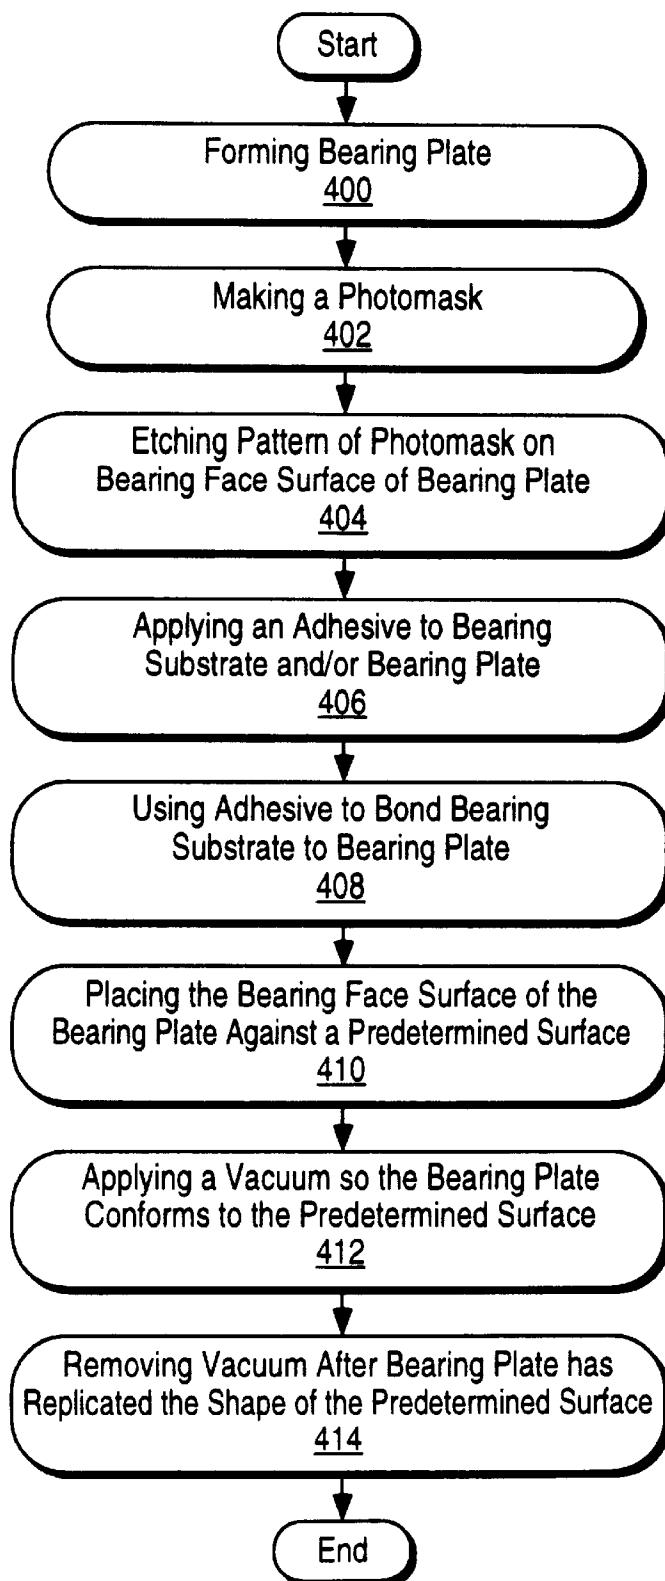 Start
Forming Bearing Plate
400
Making a Photomask
402
Etching Pattern of Photomask on
Bearing Face Surface of Bearing Plate
404
Applying an Adhesive to Bearing
Substrate and/or Bearing Plate
406
Using Adhesive to Bond Bearing
Substrate to Bearing Plate
408
Placing the Bearing Face Surface of the
Bearing Plate Against a Predetermined Surface
410
Applying a Vacuum so the Bearing Plate
Conforms to the Predetermined Surface
412
Removing Vacuum After Bearing Plate has
Replicated the Shape of the Predetermined Surface
414
End